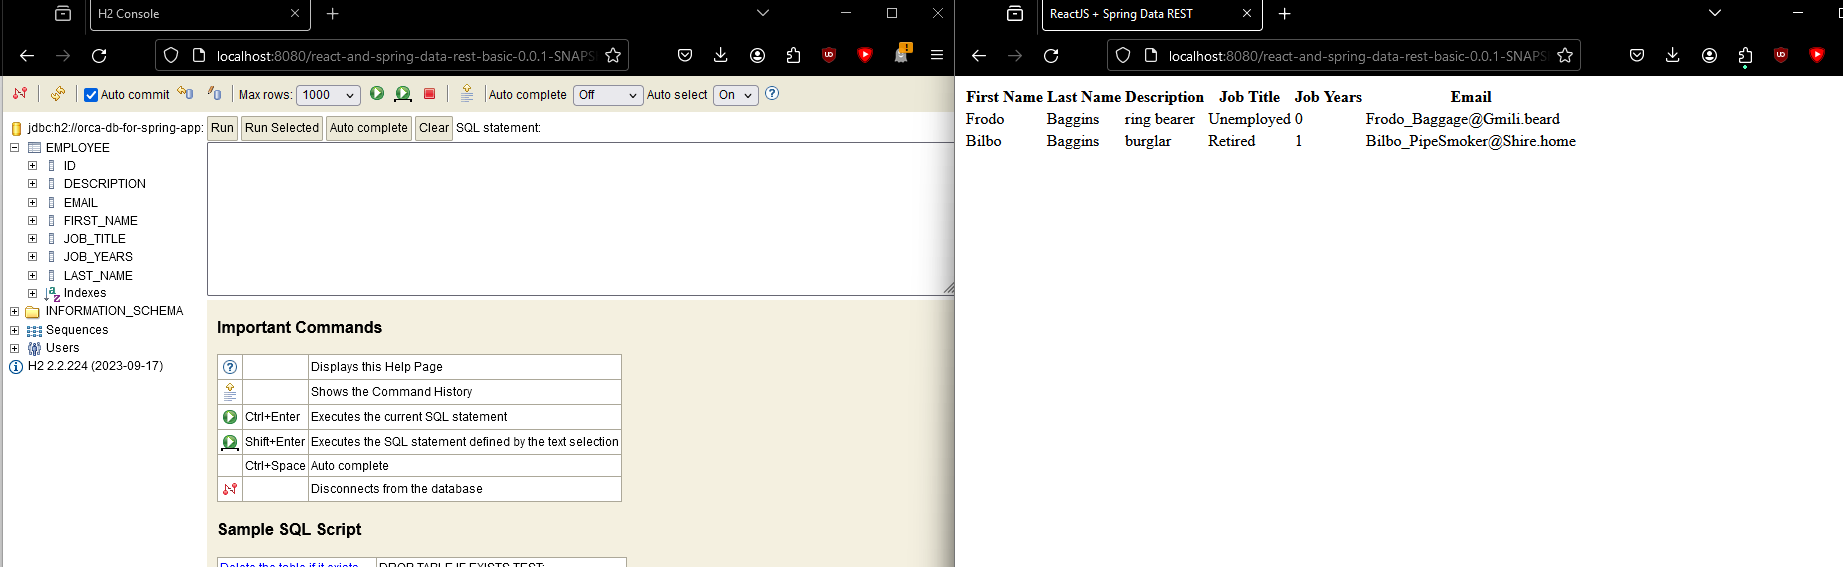 H2 Console
localhost:8080/react-and-spring-data-rest-basic-0.0.1-SNAPS
Auto commit Max rows: 1000 Auto complete Off Auto select On
jdbc:h2://orca-db-for-spring-app:
EMPLOYEE
ID
DESCRIPTION
EMAIL
FIRST_NAME
JOB_TITLE
JOB_YEARS
LAST_NAME
Indexes
INFORMATION_SCHEMA
Sequences
Users
H2 2.2.224 (2023-09-17)
Run Run Selected Auto complete Clear SQL statement:
Important Commands
Displays this Help Page
Shows the Command History
Ctrl+Enter Executes the current SQL statement
Shift+Enter Executes the SQL statement defined by the text selection
Ctrl+Space Auto complete
Disconnects from the database
Sample SQL Script
Delete the table if it exists DROP TABLE IF EXISTS TEST;
ReactJS + Spring Data REST
localhost:8080/react-and-spring-data-rest-basic-0.0.1-SNAPS
First Name Last Name Description Job Title Job Years Email
Frodo Baggins ring bearer Unemployed 0 Frodo_Baggage@Gmili.beard
Bilbo Baggins burglar Retired 1 Bilbo_PipeSmoker@Shire.home